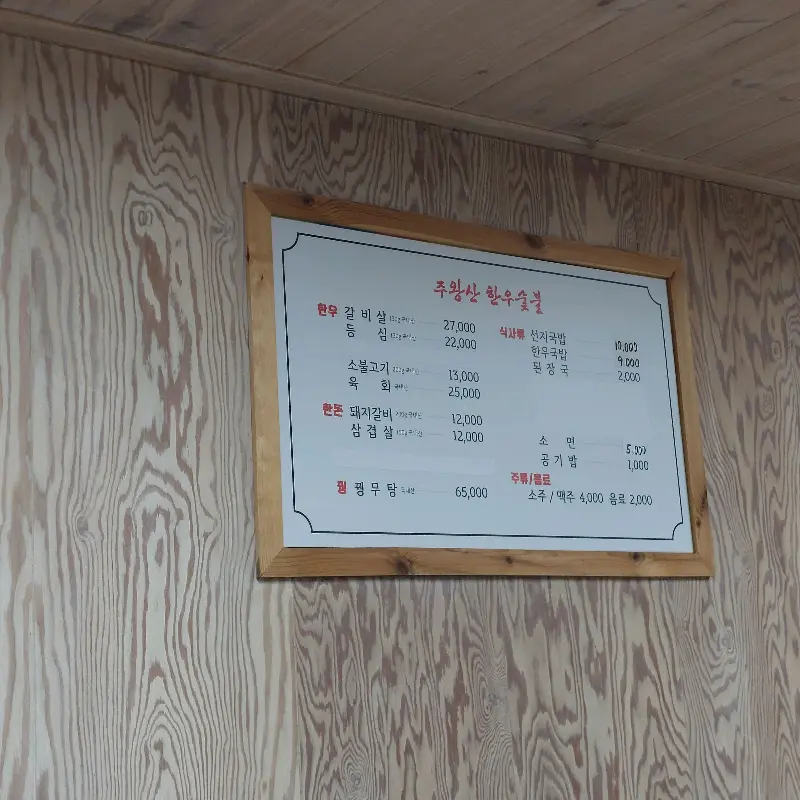 주왕산 한우숯불
한우 갈비살 27,000
등심 22,000
소불고기 13,000
육회 25,000
한돈 돼지갈비 12,000
삼겹살 12,000
꿩 꿩무탕 65,000
식사류 선지국밥 10,000
한우국밥 9,000
된장국 2,000
소면 5,000
공기밥 1,000
주류/음료
소주 / 맥주 4,000 음료 2,000